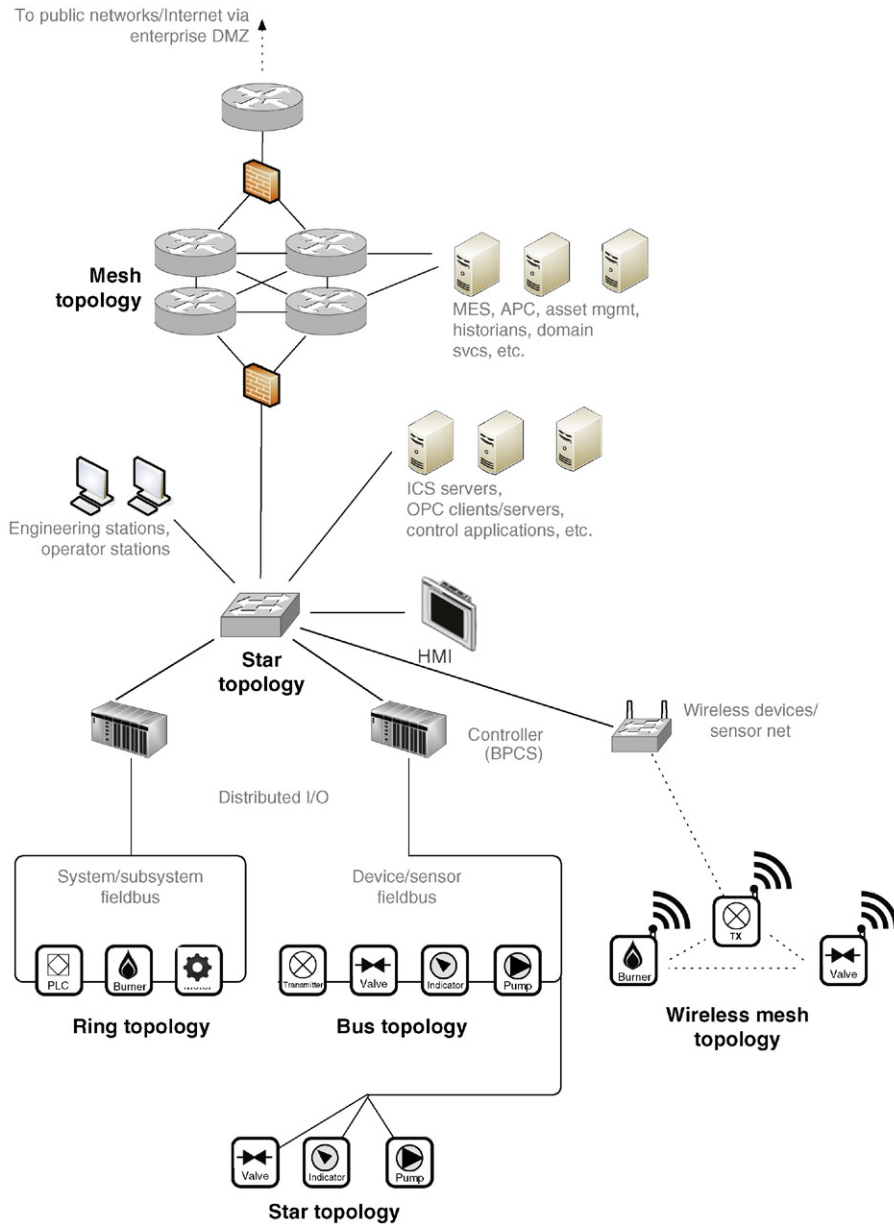 To public networks/Internet via
enterprise DMZ
Mesh
topology
MES, APC, asset mgmt,
historians, domain
svcs, etc.
ICS servers,
OPC clients/servers,
control applications, etc.
Engineering stations,
operator stations
HMI
Star
topology
Wireless devices/
sensor net
Controller
(BPCS)
Distributed I/O
System/subsystem
fieldbus
Device/sensor
fieldbus
TX
Burner
Valve
PLC
Burner
Transmitter
Valve
Indicator
Pump
Ring topology
Bus topology
Wireless mesh
topology
Valve
Indicator
Pump
Star topology